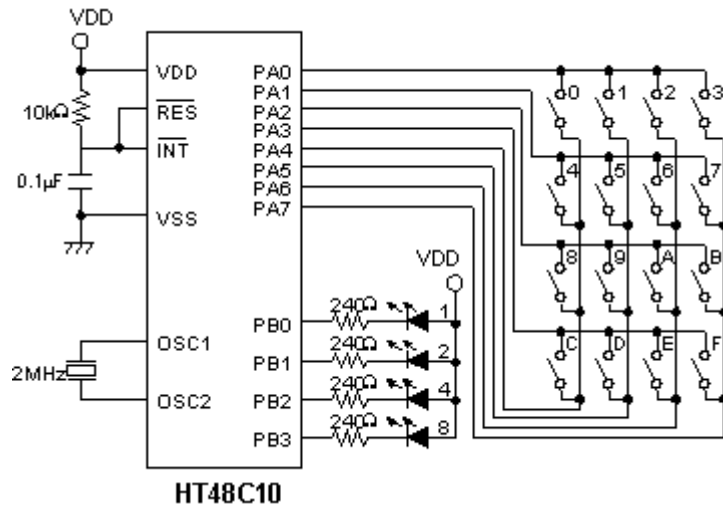 VDD
VDD
RES
INT
VSS
OSC1
OSC2
10kΩ
0.1μF
2MHz
PA0
PA1
PA2
PA3
PA4
PA5
PA6
PA7
PB0
PB1
PB2
PB3
240Ω
240Ω
240Ω
240Ω
VDD
1
2
4
8
0 1 2 3
4 5 6 7
8 9 A B
C D E F
HT48C10